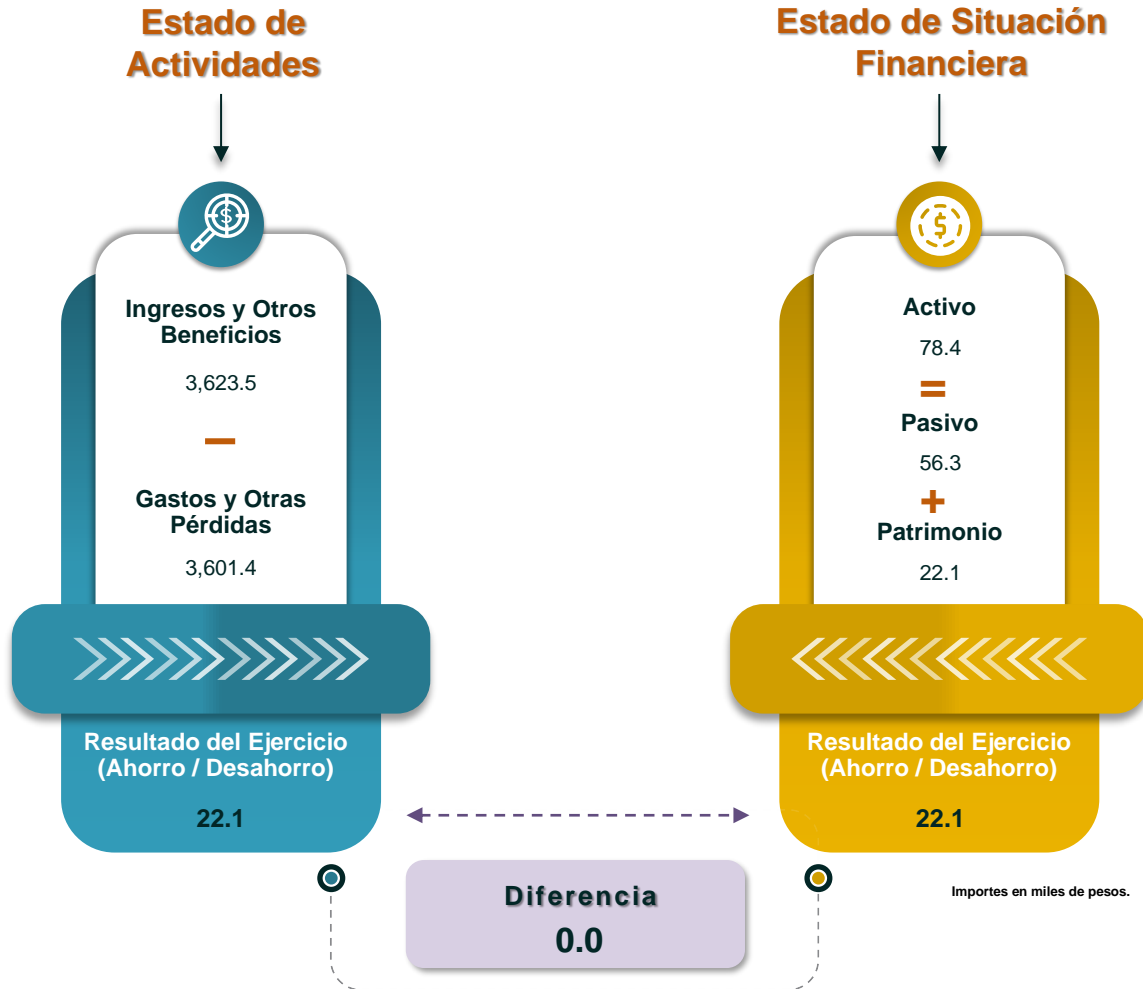 Estado de
Actividades
Ingresos y Otros
Beneficios
3,623.5
–
Gastos y Otras
Pérdidas
3,601.4
Resultado del Ejercicio
(Ahorro / Desahorro)
22.1
Estado de Situación
Financiera
Activo
78.4
=
Pasivo
56.3
+
Patrimonio
22.1
Resultado del Ejercicio
(Ahorro / Desahorro)
22.1
Diferencia
0.0
Importes en miles de pesos.